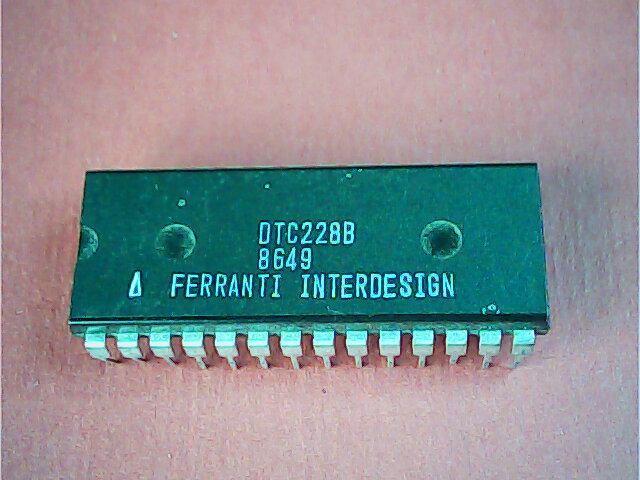 DTC228B
8649
Δ FERRANTI INTERDESIGN